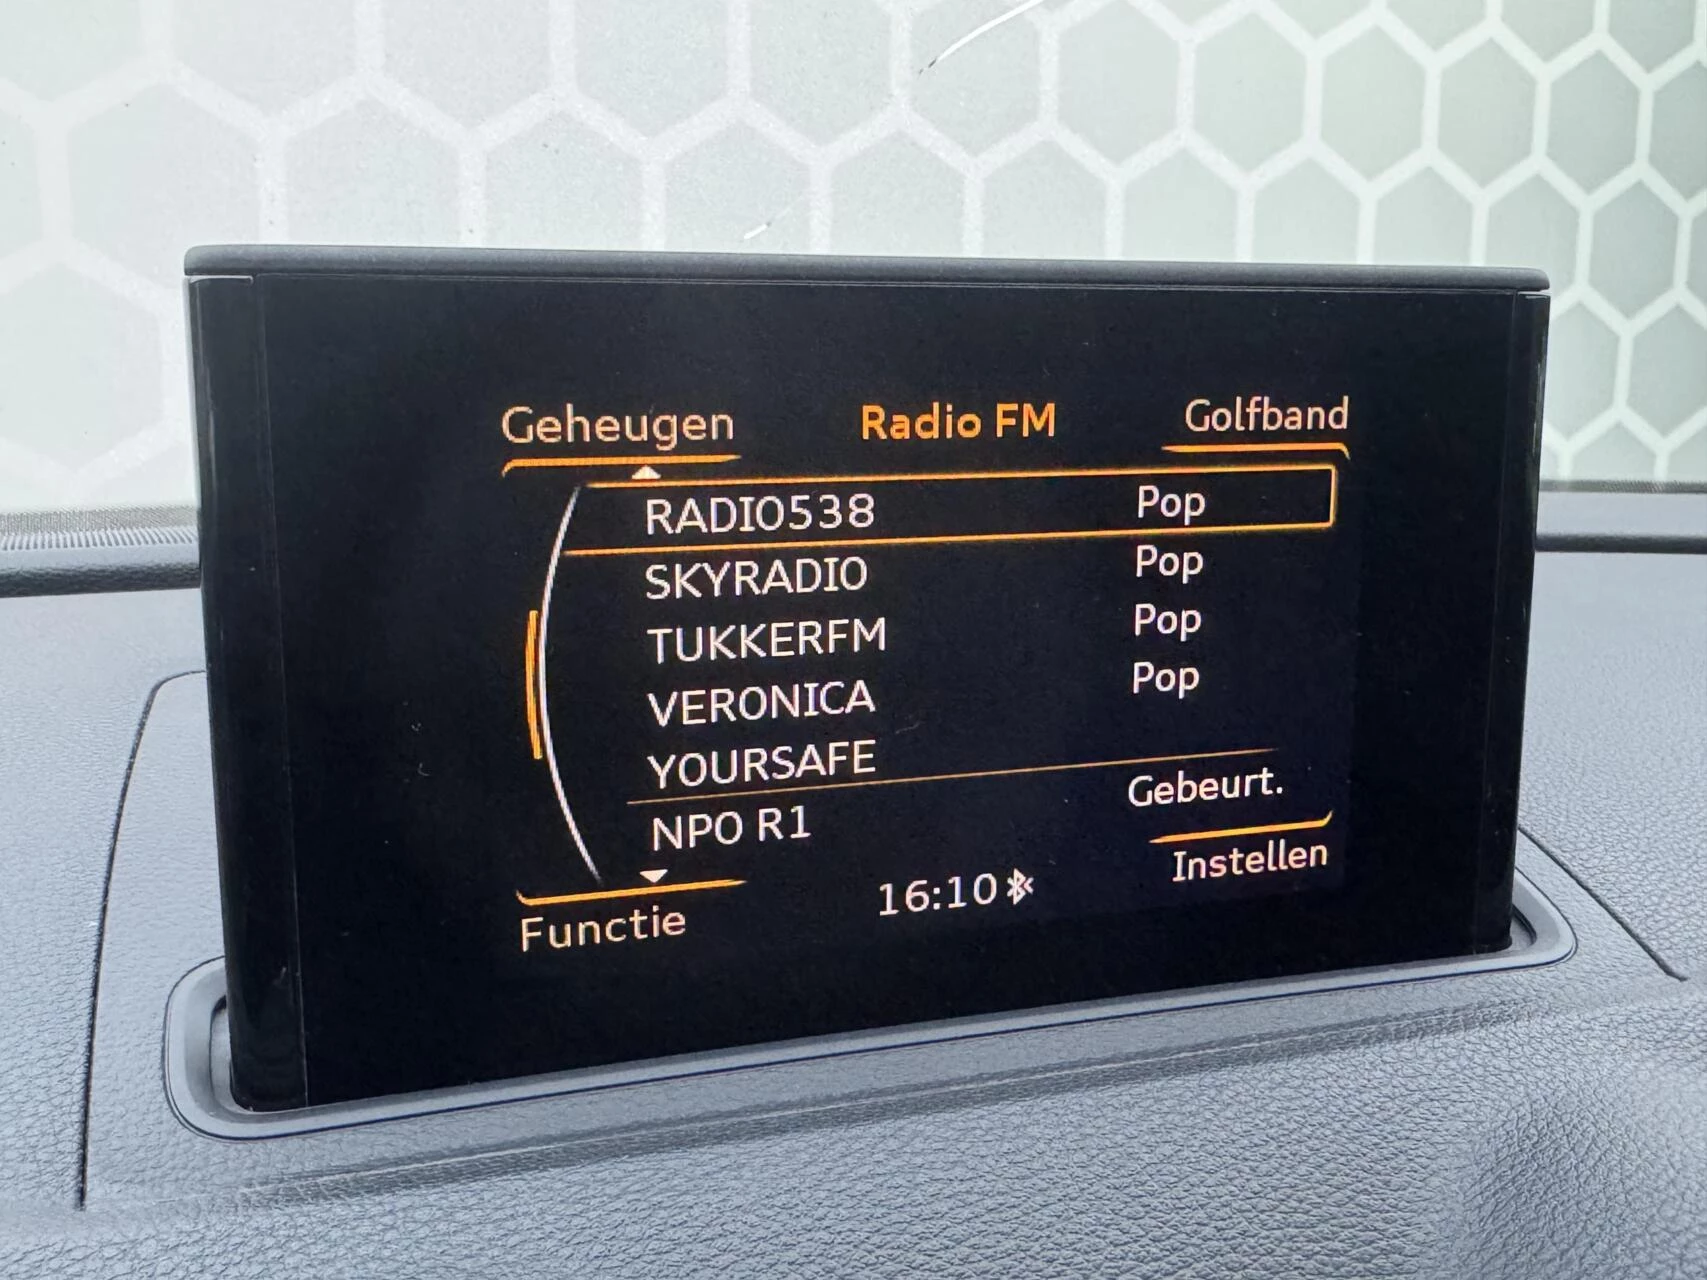 Geheugen Radio FM Golfband
RADIO538 Pop
SKYRADIO Pop
TUKKERFM Pop
VERONICA Pop
YOURSAFE
NPO R1 Gebeurt.
Functie 16:10 Instellen